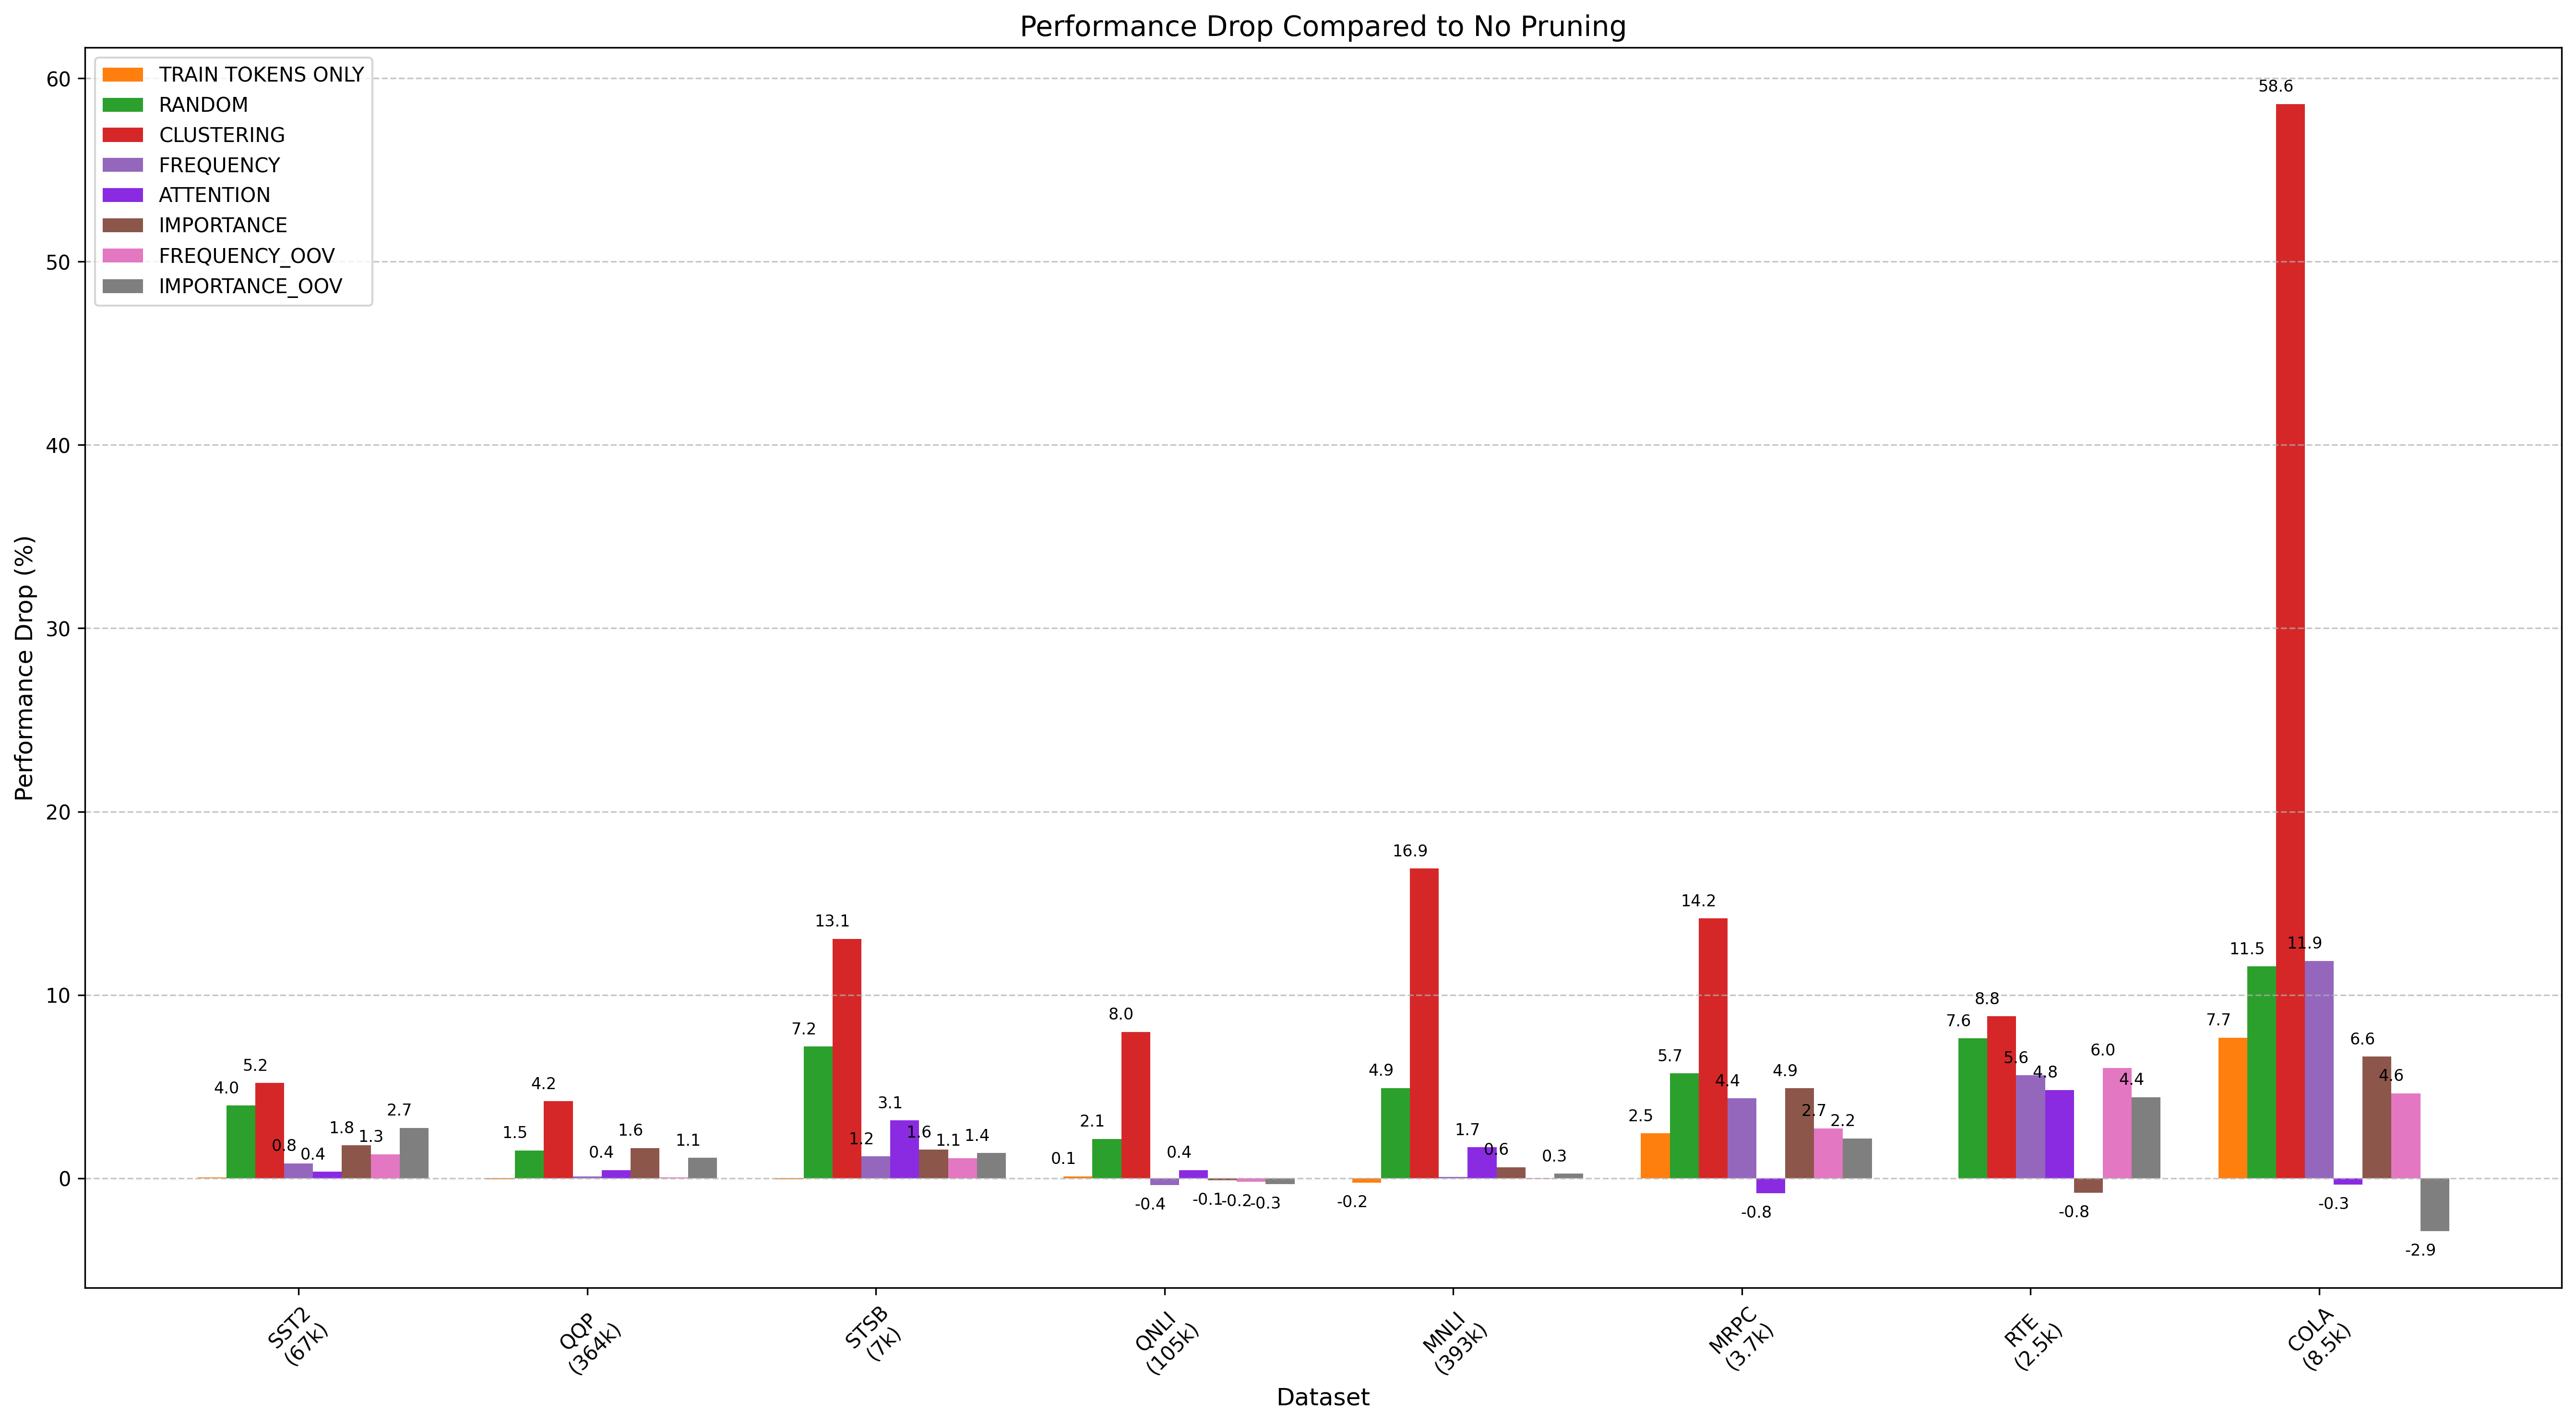 Performance Drop Compared to No Pruning
TRAIN TOKENS ONLY
RANDOM
CLUSTERING
FREQUENCY
ATTENTION
IMPORTANCE
FREQUENCY_OOV
IMPORTANCE_OOV
Performance Drop (%)
60
50
40
30
20
10
0
4.0
5.2
0.8
0.4
1.8
1.3
2.7
1.5
4.2
0.4
1.6
1.1
7.2
13.1
1.2
3.1
1.6
1.1
1.4
0.1
2.1
8.0
-0.4
0.4
-0.1
-0.2
-0.3
-0.2
4.9
16.9
1.7
0.6
0.3
2.5
5.7
14.2
4.4
-0.8
4.9
2.7
2.2
7.6
8.8
5.6
4.8
-0.8
6.0
4.4
7.7
11.5
58.6
11.9
-0.3
6.6
4.6
-2.9
SST2
(67k)
QQP
(364k)
STSB
(7k)
QNLI
(105k)
MNLI
(393k)
MRPC
(3.7k)
RTE
(2.5k)
COLA
(8.5k)
Dataset